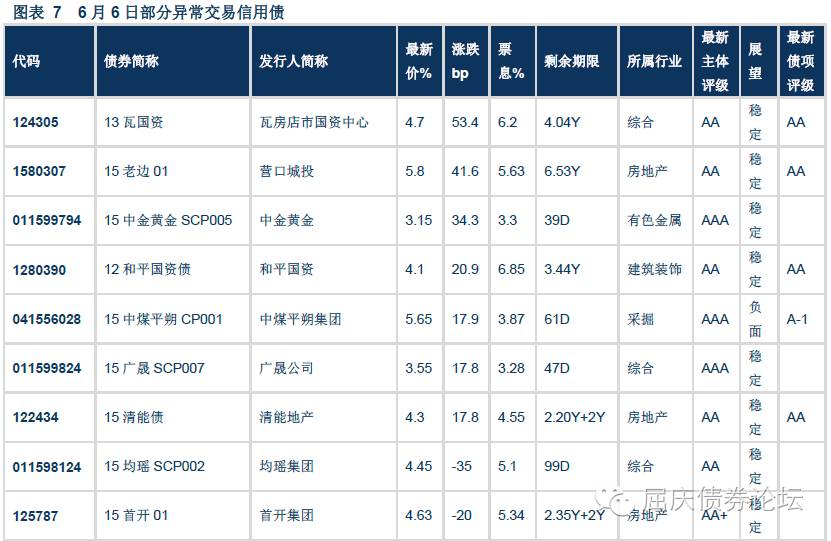 图表 7 6 月 6 日部分异常交易信用债
代码 债券简称 发行人简称 最新价% 涨跌bp 票息% 剩余期限 所属行业 最新主体评级 展望 最新债项评级
124305 13 瓦国资 瓦房店市国资中心 4.7 53.4 6.2 4.04Y 综合 AA 稳定 AA
1580307 15 老边 01 营口城投 5.8 41.6 5.63 6.53Y 房地产 AA 稳定 AA
011599794 15 中金黄金 SCP005 中金黄金 3.15 34.3 3.3 39D 有色金属 AAA 稳定
1280390 12 和平国资债 和平国资 4.1 20.9 6.85 3.44Y 建筑装饰 AA 稳定 AA
041556028 15 中煤平朔 CP001 中煤平朔集团 5.65 17.9 3.87 61D 采掘 AAA 负面 A-1
011599824 15 广晟 SCP007 广晟公司 3.55 17.8 3.28 47D 综合 AAA 稳定
122434 15 清能债 清能地产 4.3 17.8 4.55 2.20Y+2Y 房地产 AA 稳定 AA
011598124 15 均瑶 SCP002 均瑶集团 4.45 -35 5.1 99D 综合 AA 稳定
125787 15 首开 01 首开集团 4.63 -20 5.34 2.35Y+2Y 房地产 AA+ 稳定
屈庆债券论坛